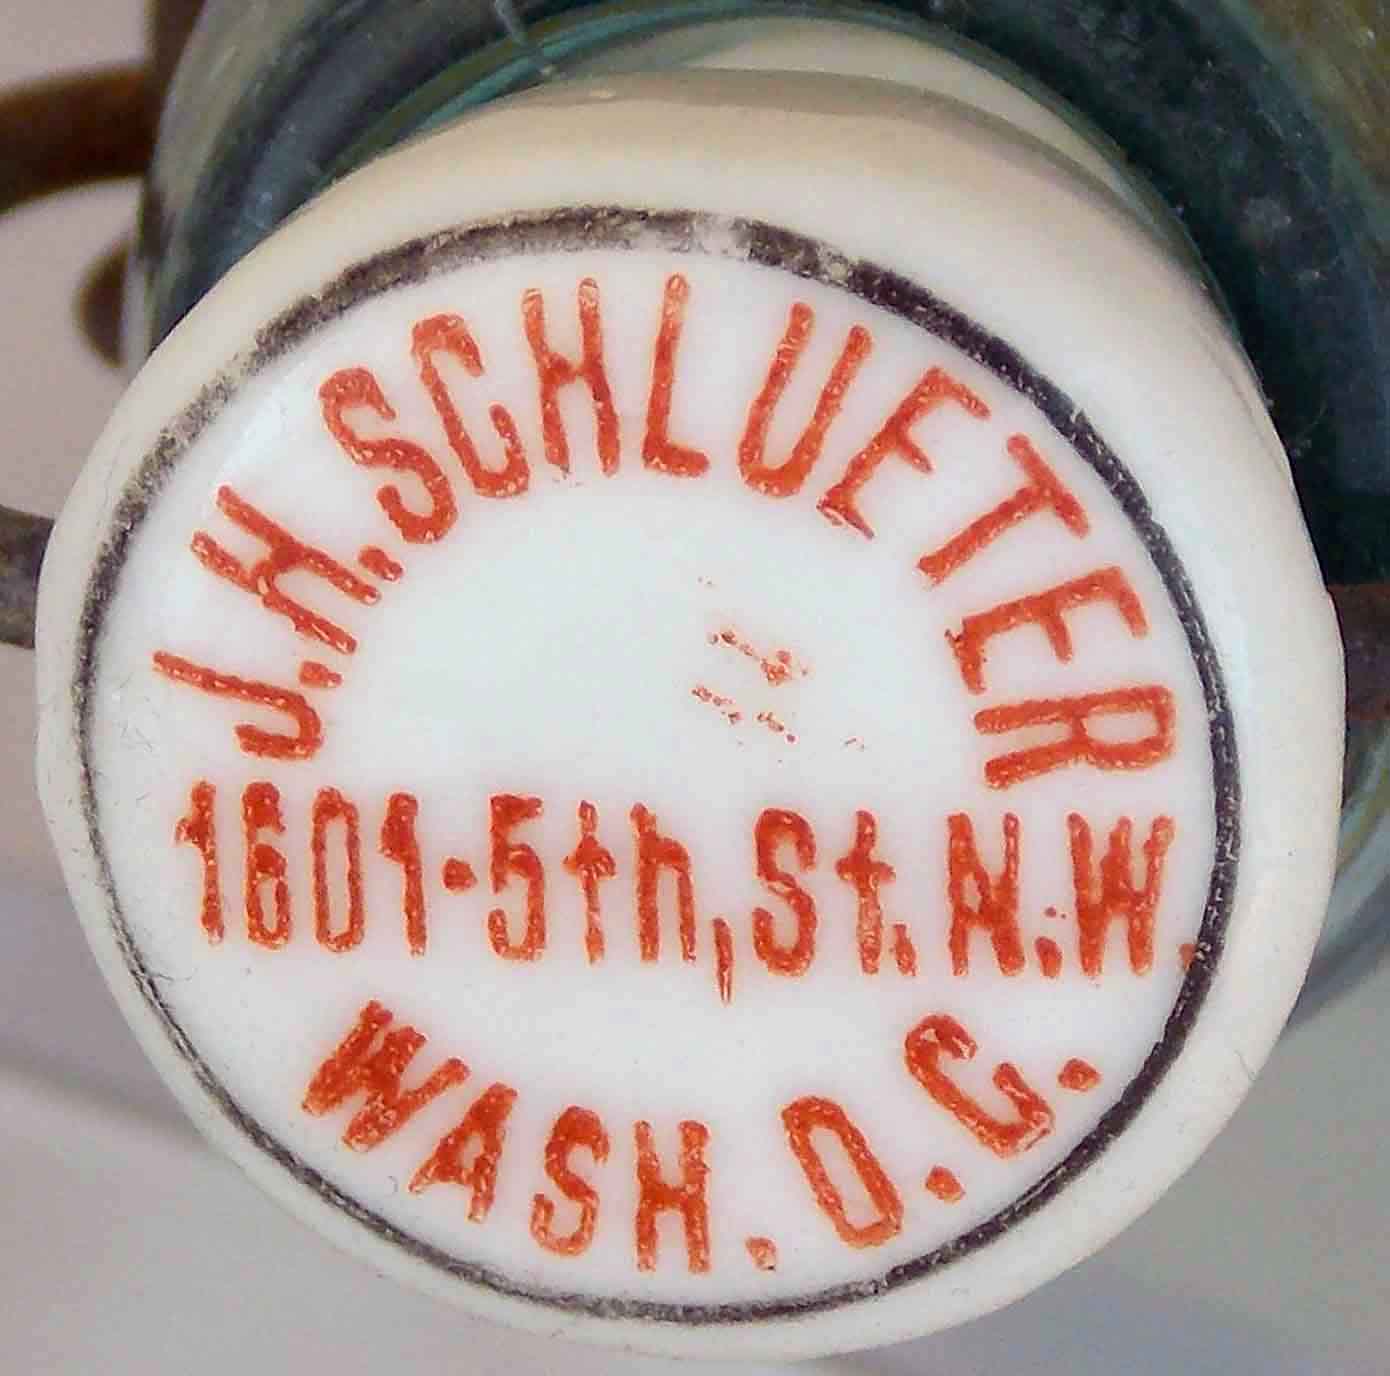 J.H.SCHLUETER
1601·5th, St. N.W.
WASH. D.C.